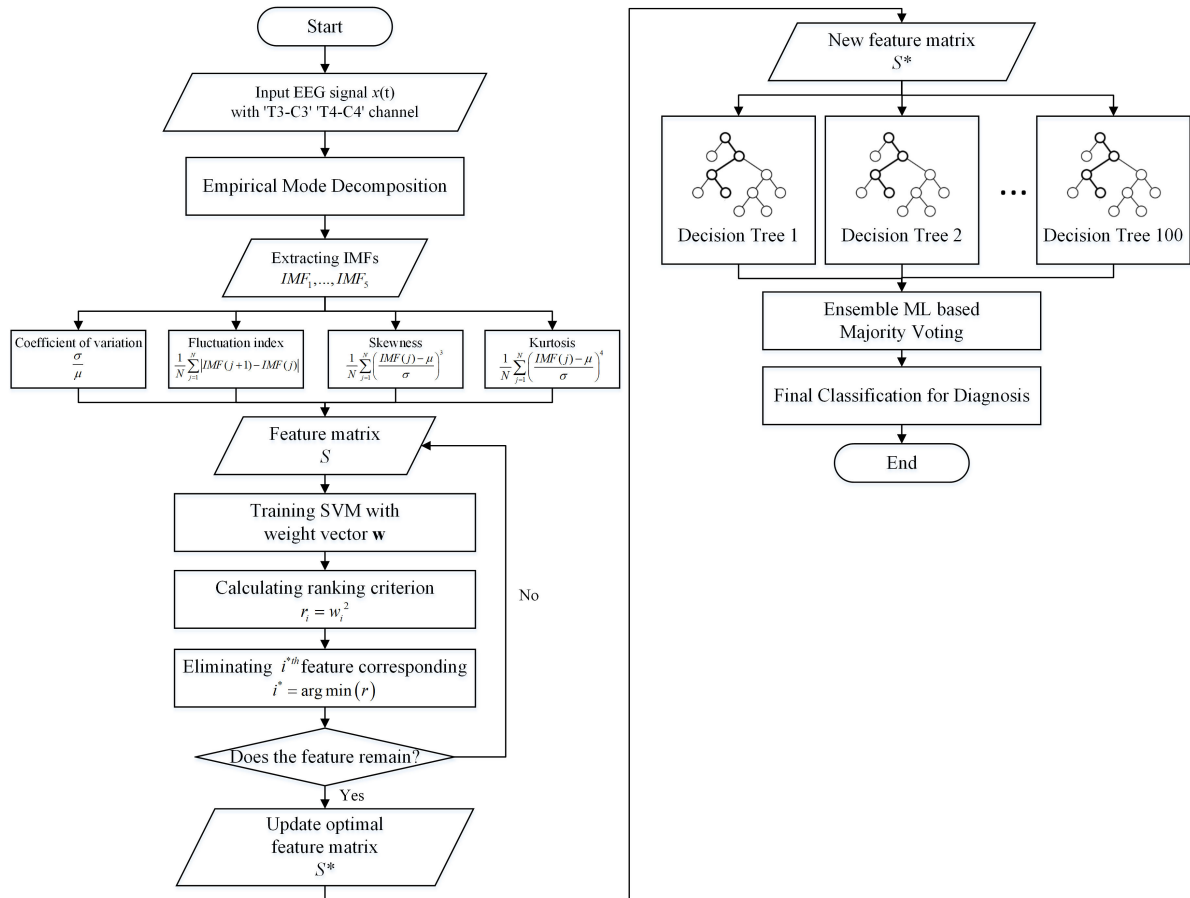 Start
Input EEG signal x(t)
with 'T3-C3' 'T4-C4' channel
Empirical Mode Decomposition
Extracting IMFs
IMF₁,...,IMF₅
Coefficient of variation
σ/μ
Fluctuation index
1/N ∑_{j=1}^{N} |IMF(j+1)−IMF(j)|
Skewness
1/N ∑_{j=1}^{N} ((IMF(j)−μ)/σ)³
Kurtosis
1/N ∑_{j=1}^{N} ((IMF(j)−μ)/σ)⁴
Feature matrix
S
Training SVM with
weight vector w
Calculating ranking criterion
rᵢ = wᵢ²
Eliminating i*th feature corresponding
i* = arg min(r)
Does the feature remain?
No
Yes
Update optimal
feature matrix
S*
New feature matrix
S*
Decision Tree 1
Decision Tree 2
...
Decision Tree 100
Ensemble ML based
Majority Voting
Final Classification for Diagnosis
End